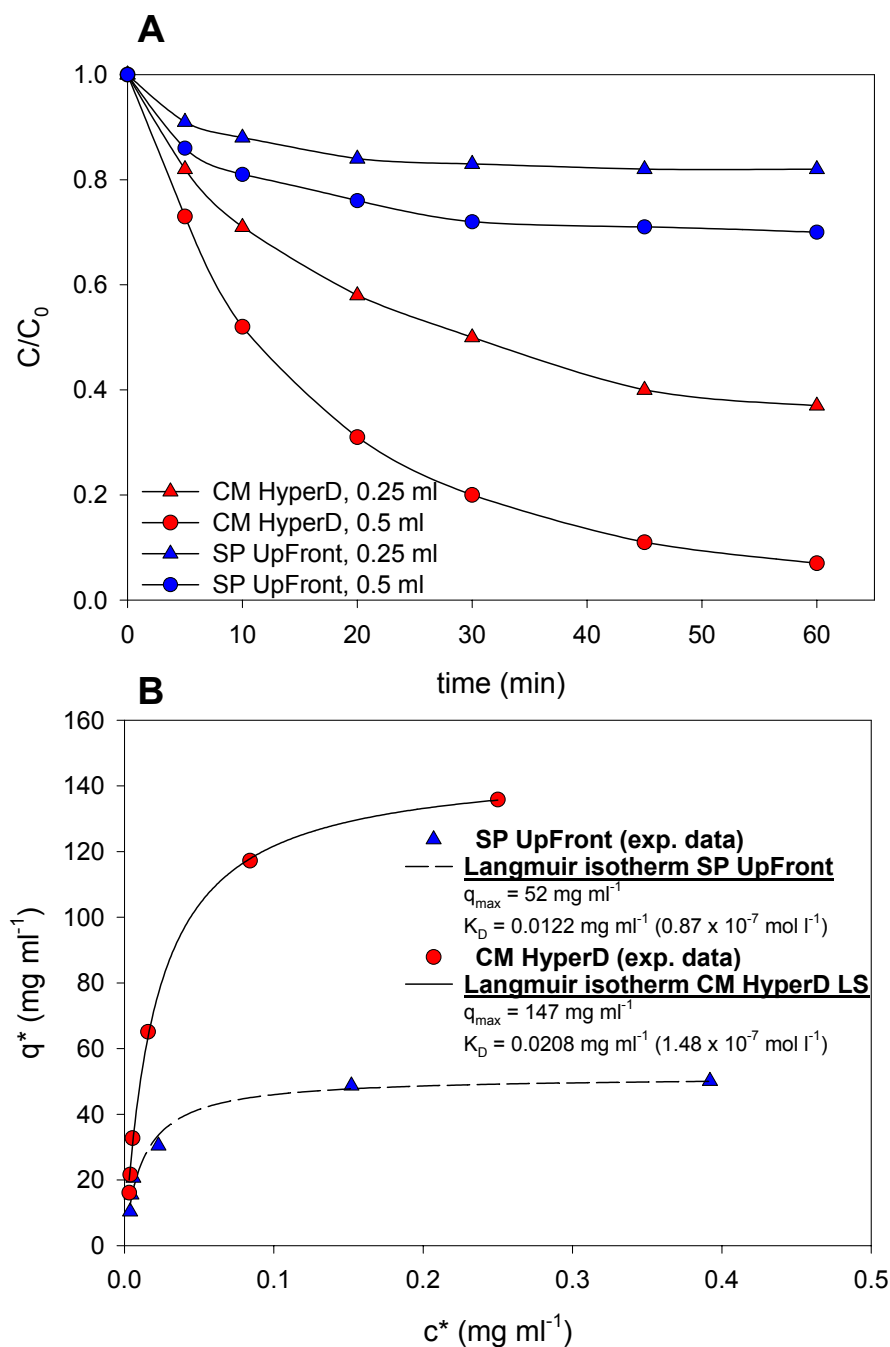 A
1.0
0.8
0.6
0.4
0.2
0.0
C/C₀
CM HyperD, 0.25 ml
CM HyperD, 0.5 ml
SP UpFront, 0.25 ml
SP UpFront, 0.5 ml
0 10 20 30 40 50 60
time (min)
B
160
140
120
100
80
60
40
20
0
q* (mg ml⁻¹)
SP UpFront (exp. data)
Langmuir isotherm SP UpFront
qₘₐₓ = 52 mg ml⁻¹
K_D = 0.0122 mg ml⁻¹ (0.87 x 10⁻⁷ mol l⁻¹)
CM HyperD (exp. data)
Langmuir isotherm CM HyperD LS
qₘₐₓ = 147 mg ml⁻¹
K_D = 0.0208 mg ml⁻¹ (1.48 x 10⁻⁷ mol l⁻¹)
0.0 0.1 0.2 0.3 0.4 0.5
c* (mg ml⁻¹)